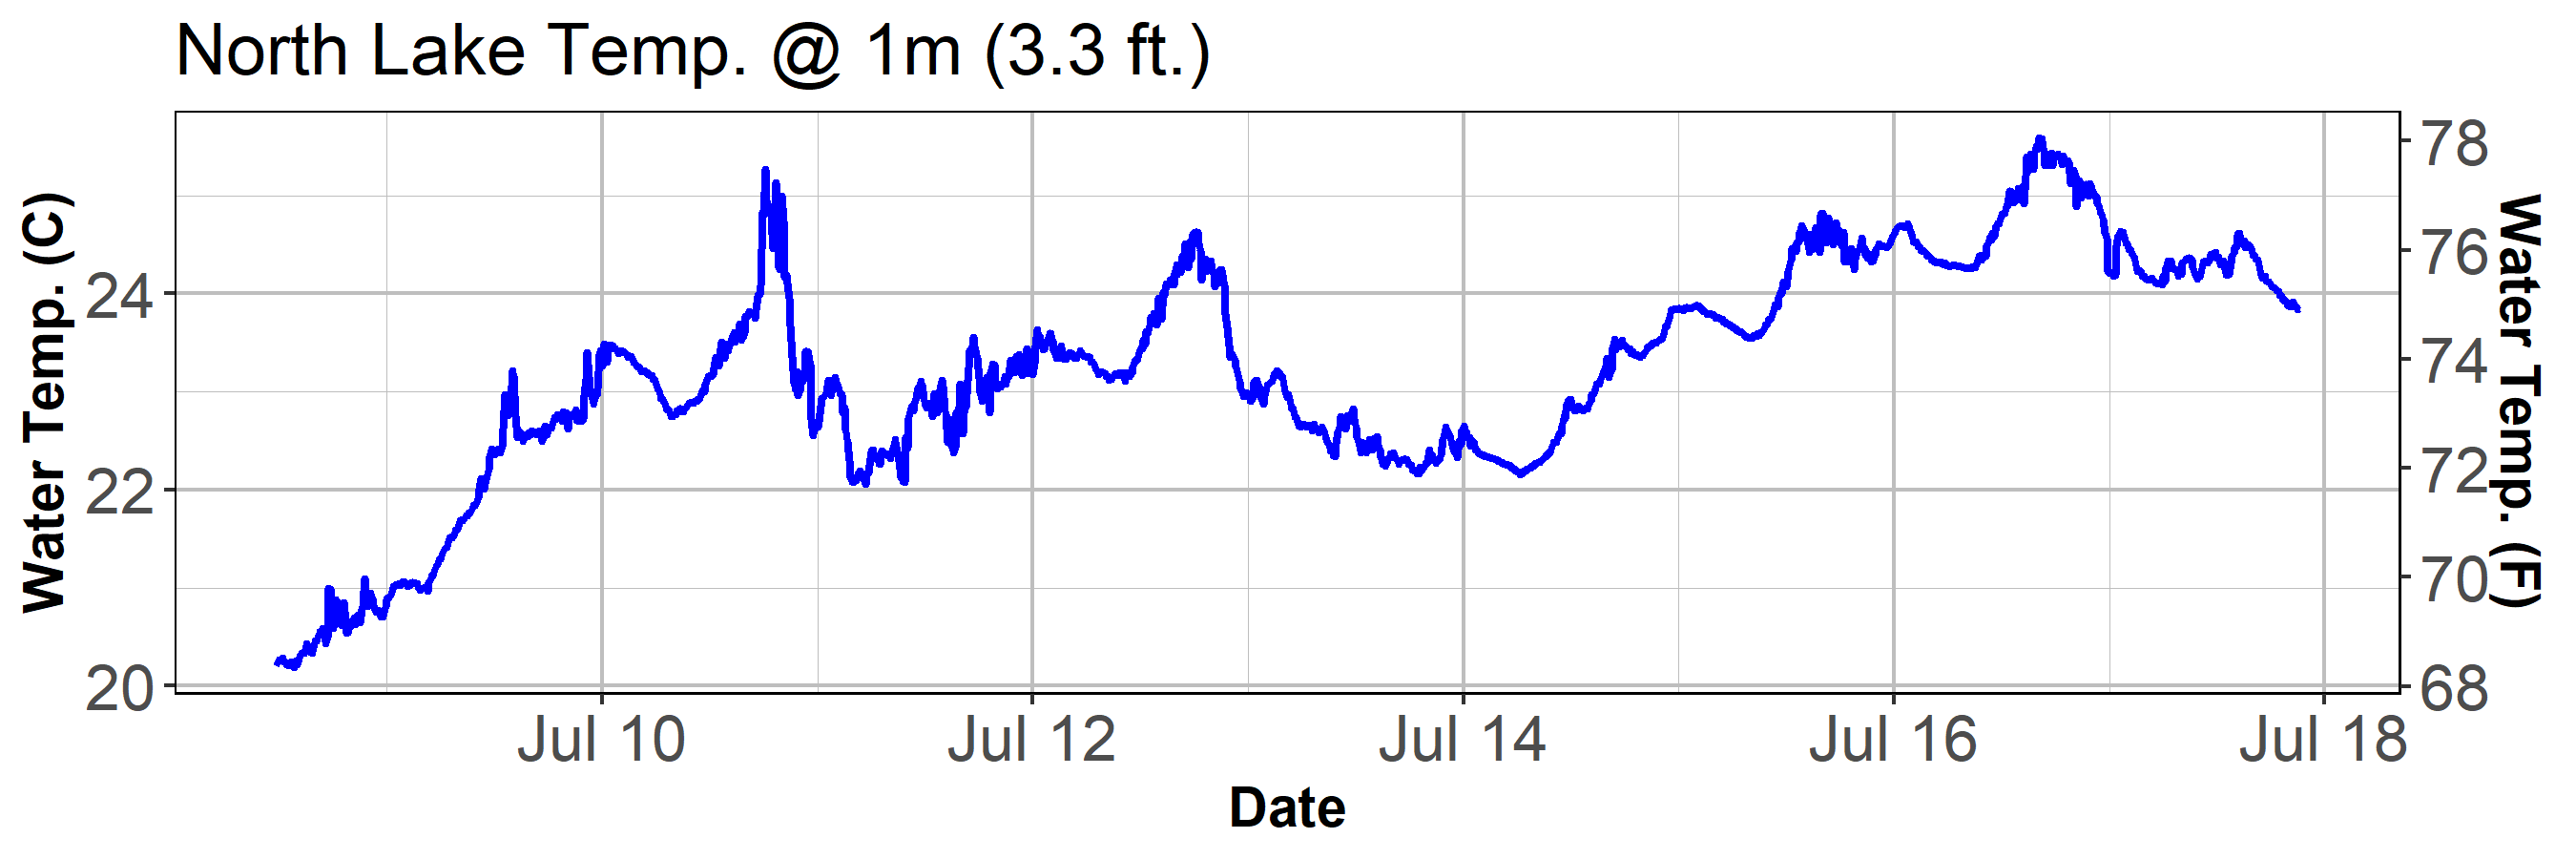 North Lake Temp. @ 1m (3.3 ft.)
Water Temp. (C)
24
22
20
78
76
74
72
70
68
Water Temp. (F)
Jul 10 Jul 12 Jul 14 Jul 16 Jul 18
Date